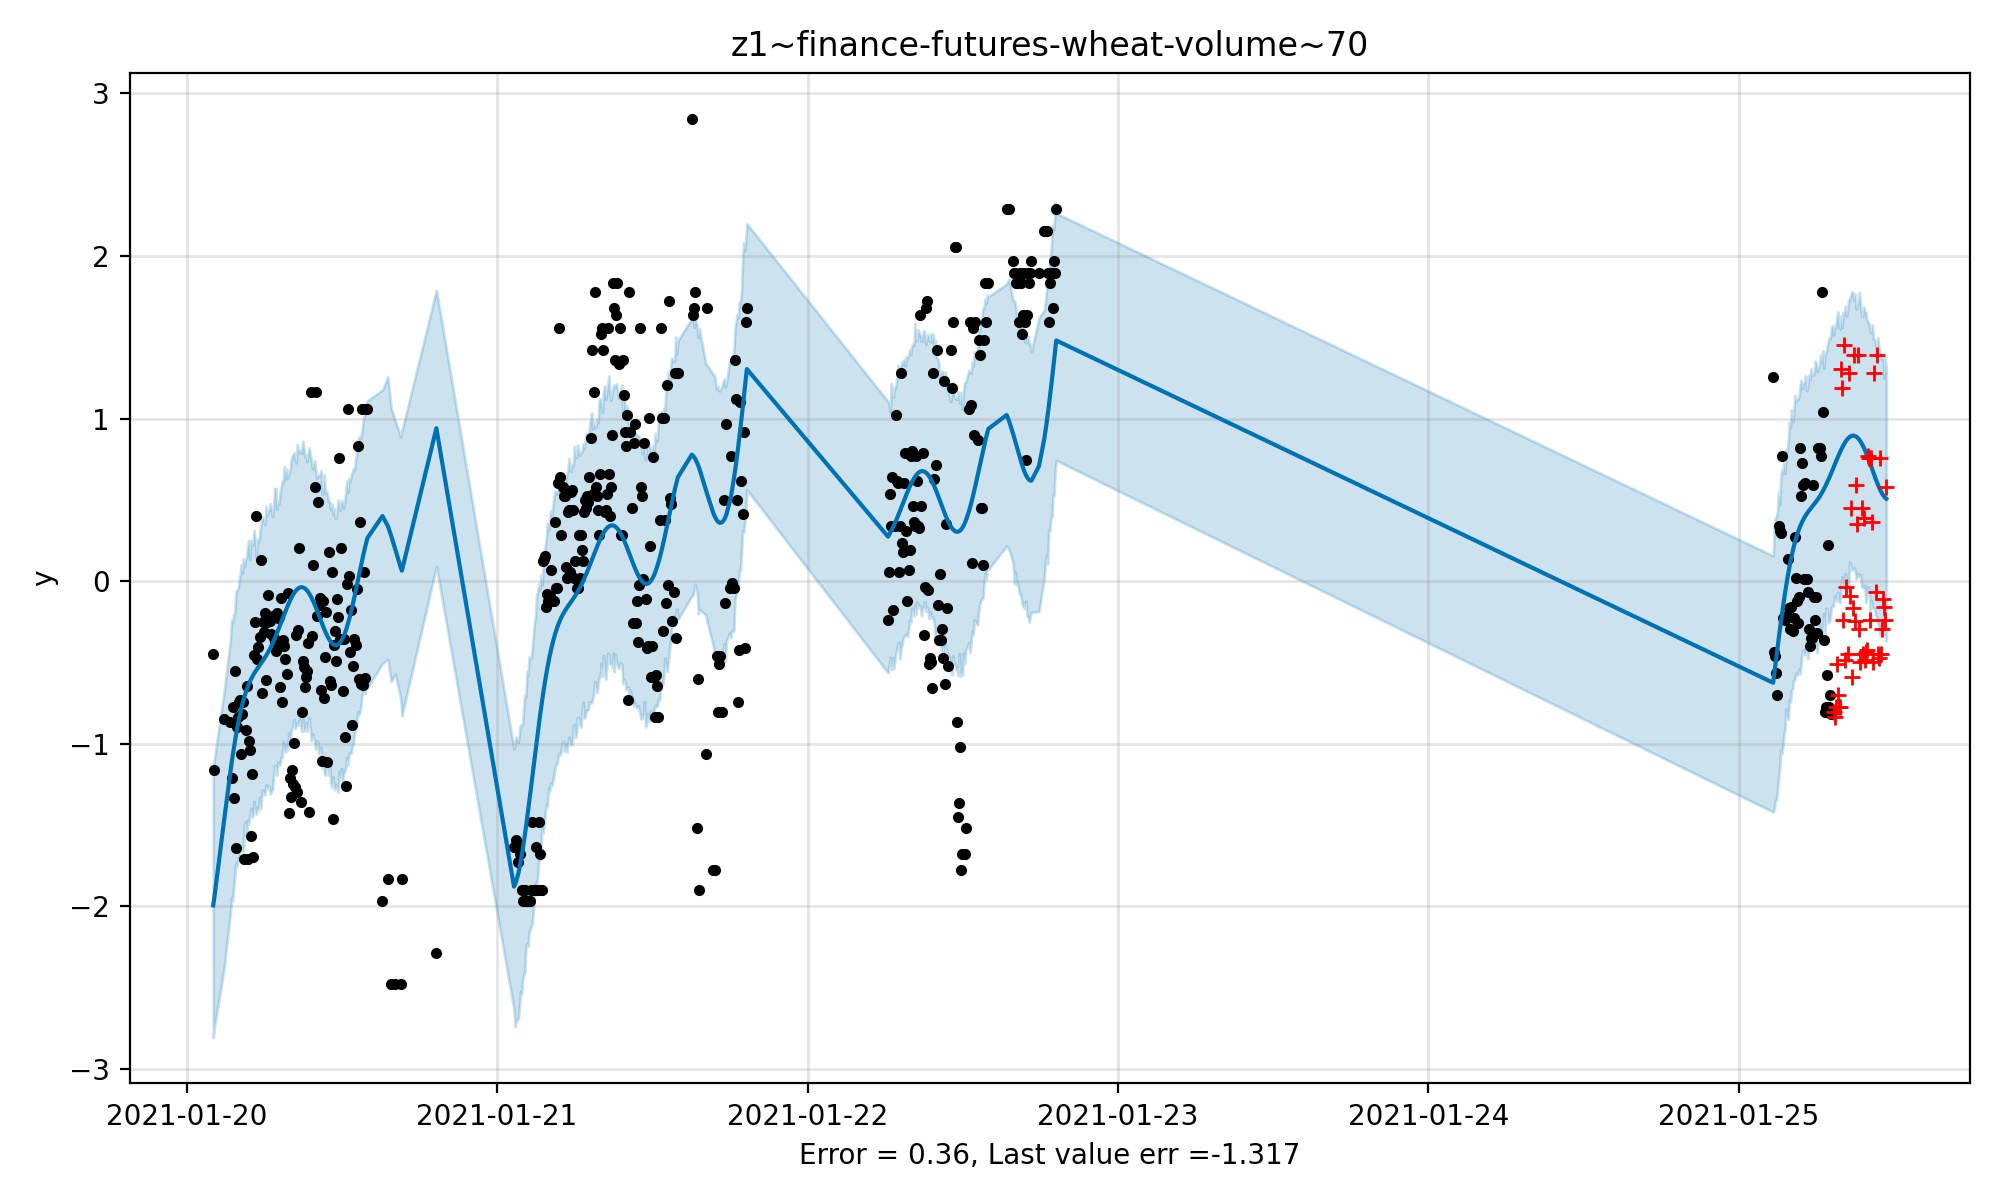 z1~finance-futures-wheat-volume~70
3
2
1
0
−1
−2
−3
y
2021-01-20 2021-01-21 2021-01-22 2021-01-23 2021-01-24 2021-01-25
Error = 0.36, Last value err =-1.317